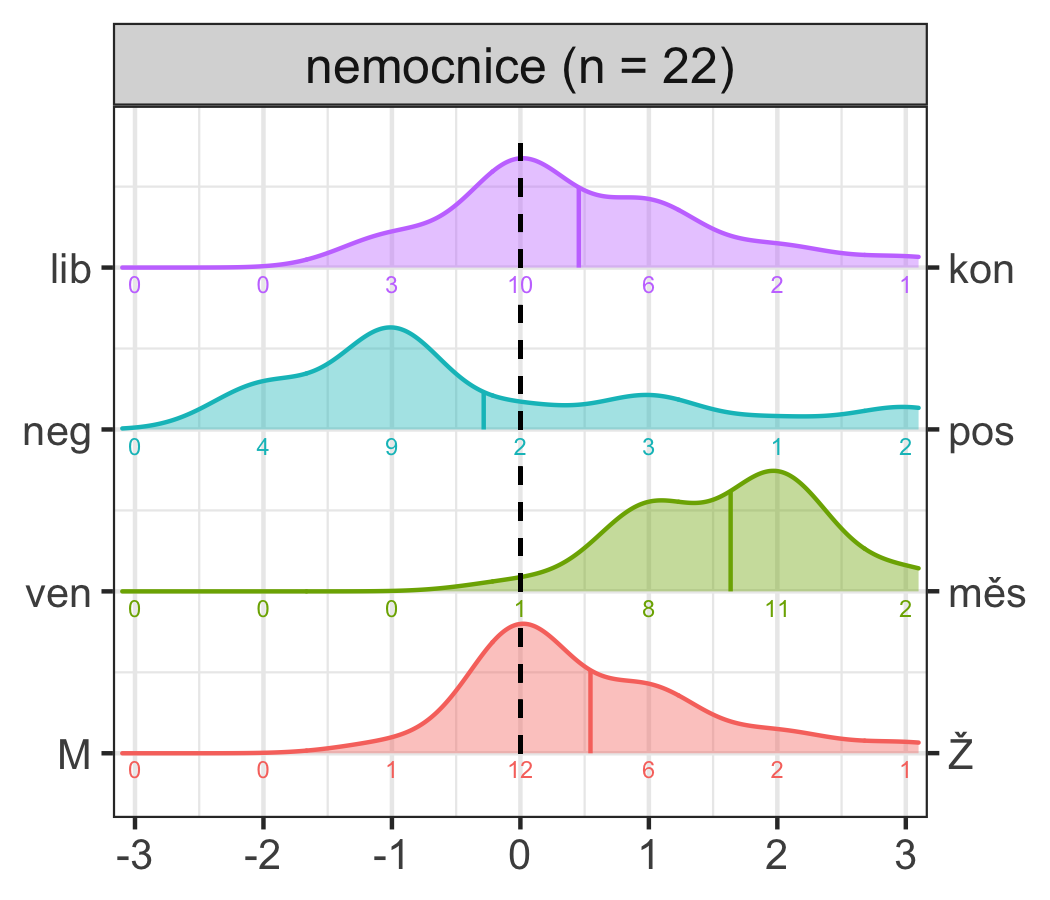 nemocnice (n = 22)
lib kon
0 0 3 10 6 2 1
neg pos
0 4 9 2 3 1 2
ven měs
0 0 0 1 8 11 2
M Ž
0 0 1 12 6 2 1
-3 -2 -1 0 1 2 3